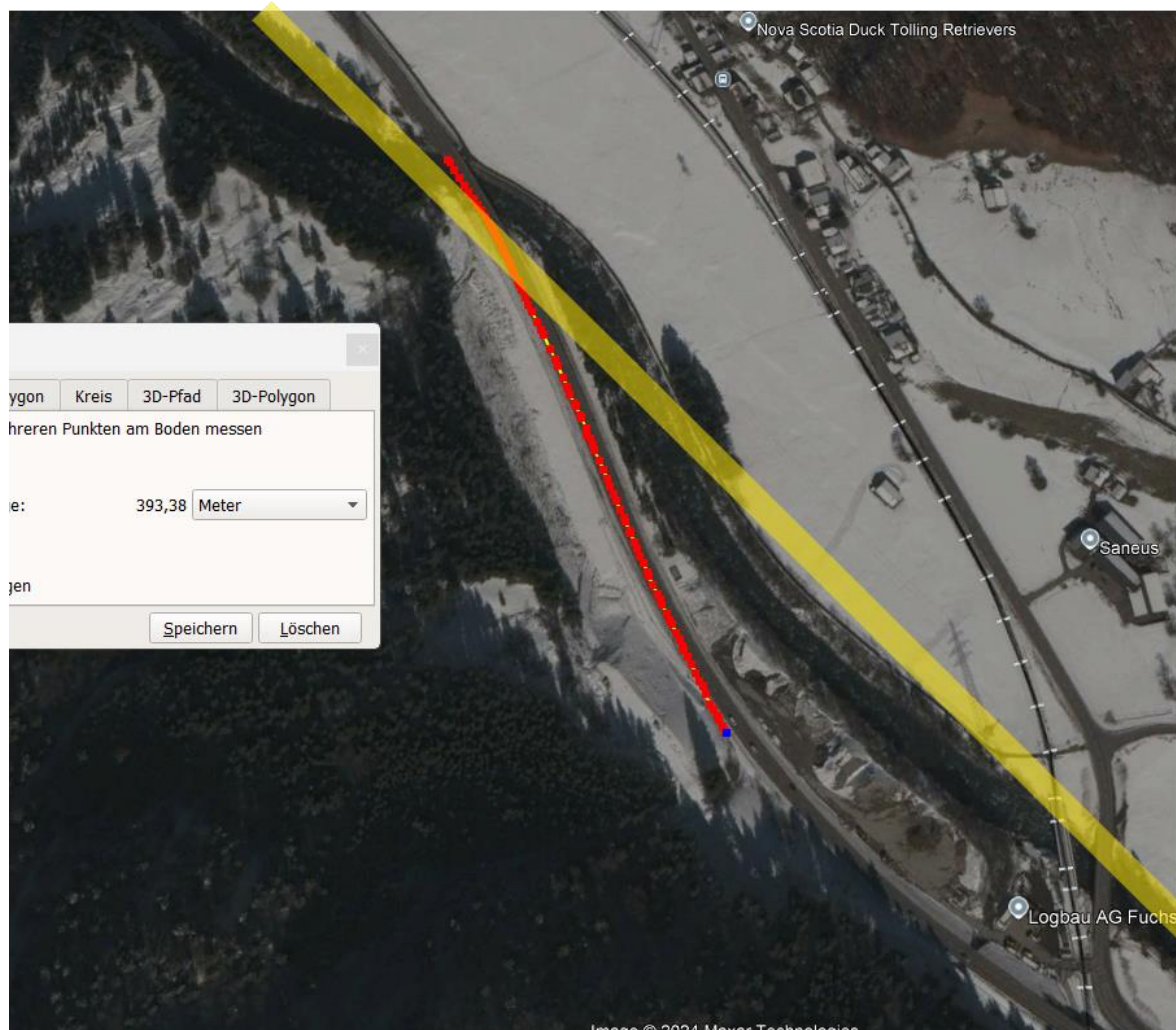 Nova Scotia Duck Tolling Retrievers
ygon
Kreis
3D-Pfad
3D-Polygon
hreren Punkten am Boden messen
e:
393,38
Meter
gen
Speichern
Löschen
Saneus
Logbau AG Fuchs
Image © 2024 Maxar Technologies